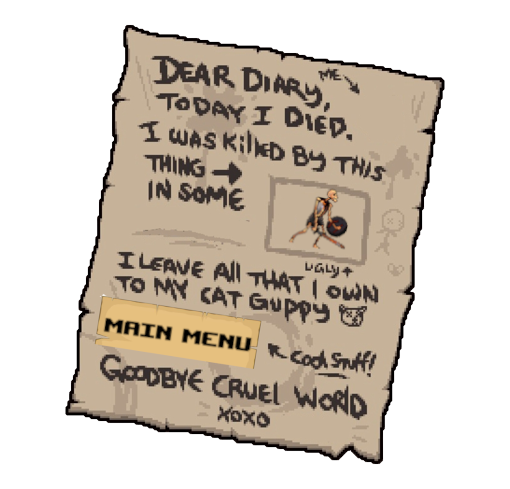 ME
DEAR DIARY,
TODAY I DIED.
I WAS KILLED BY THIS
THING
IN SOME
UGLY
I LEAVE All THAT I OWN
TO MY CAT GUPPY
MAIN MENU
Cool Stuff!
GOODBYE CRUEL WORLD
XOXO